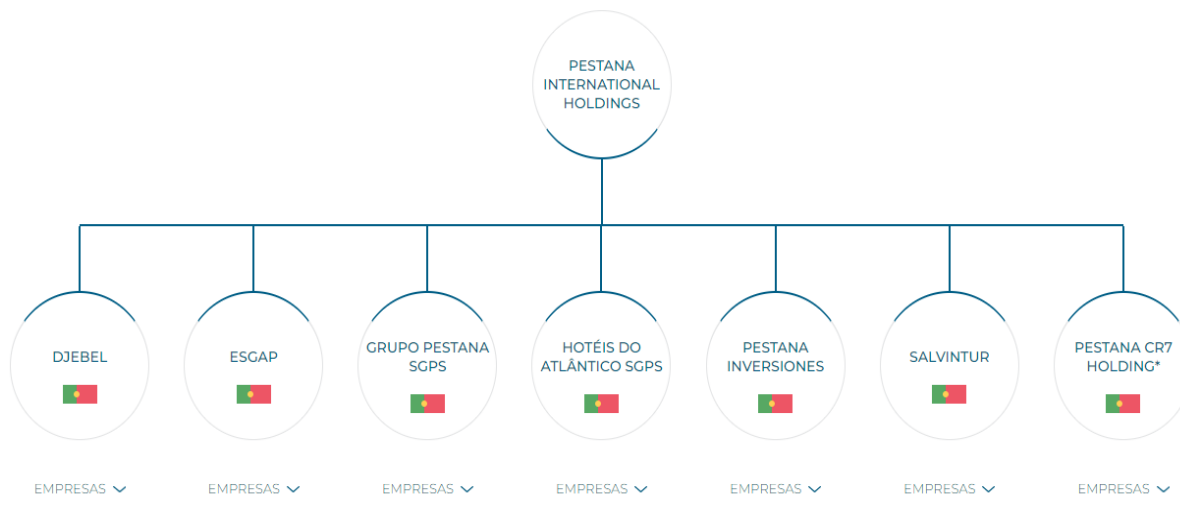 PESTANA
INTERNATIONAL
HOLDINGS
DJEBEL
ESGAP
GRUPO PESTANA
SGPS
HOTÉIS DO
ATLÂNTICO SGPS
PESTANA
INVERSIONES
SALVINTUR
PESTANA CR7
HOLDING*
EMPRESAS
EMPRESAS
EMPRESAS
EMPRESAS
EMPRESAS
EMPRESAS
EMPRESAS